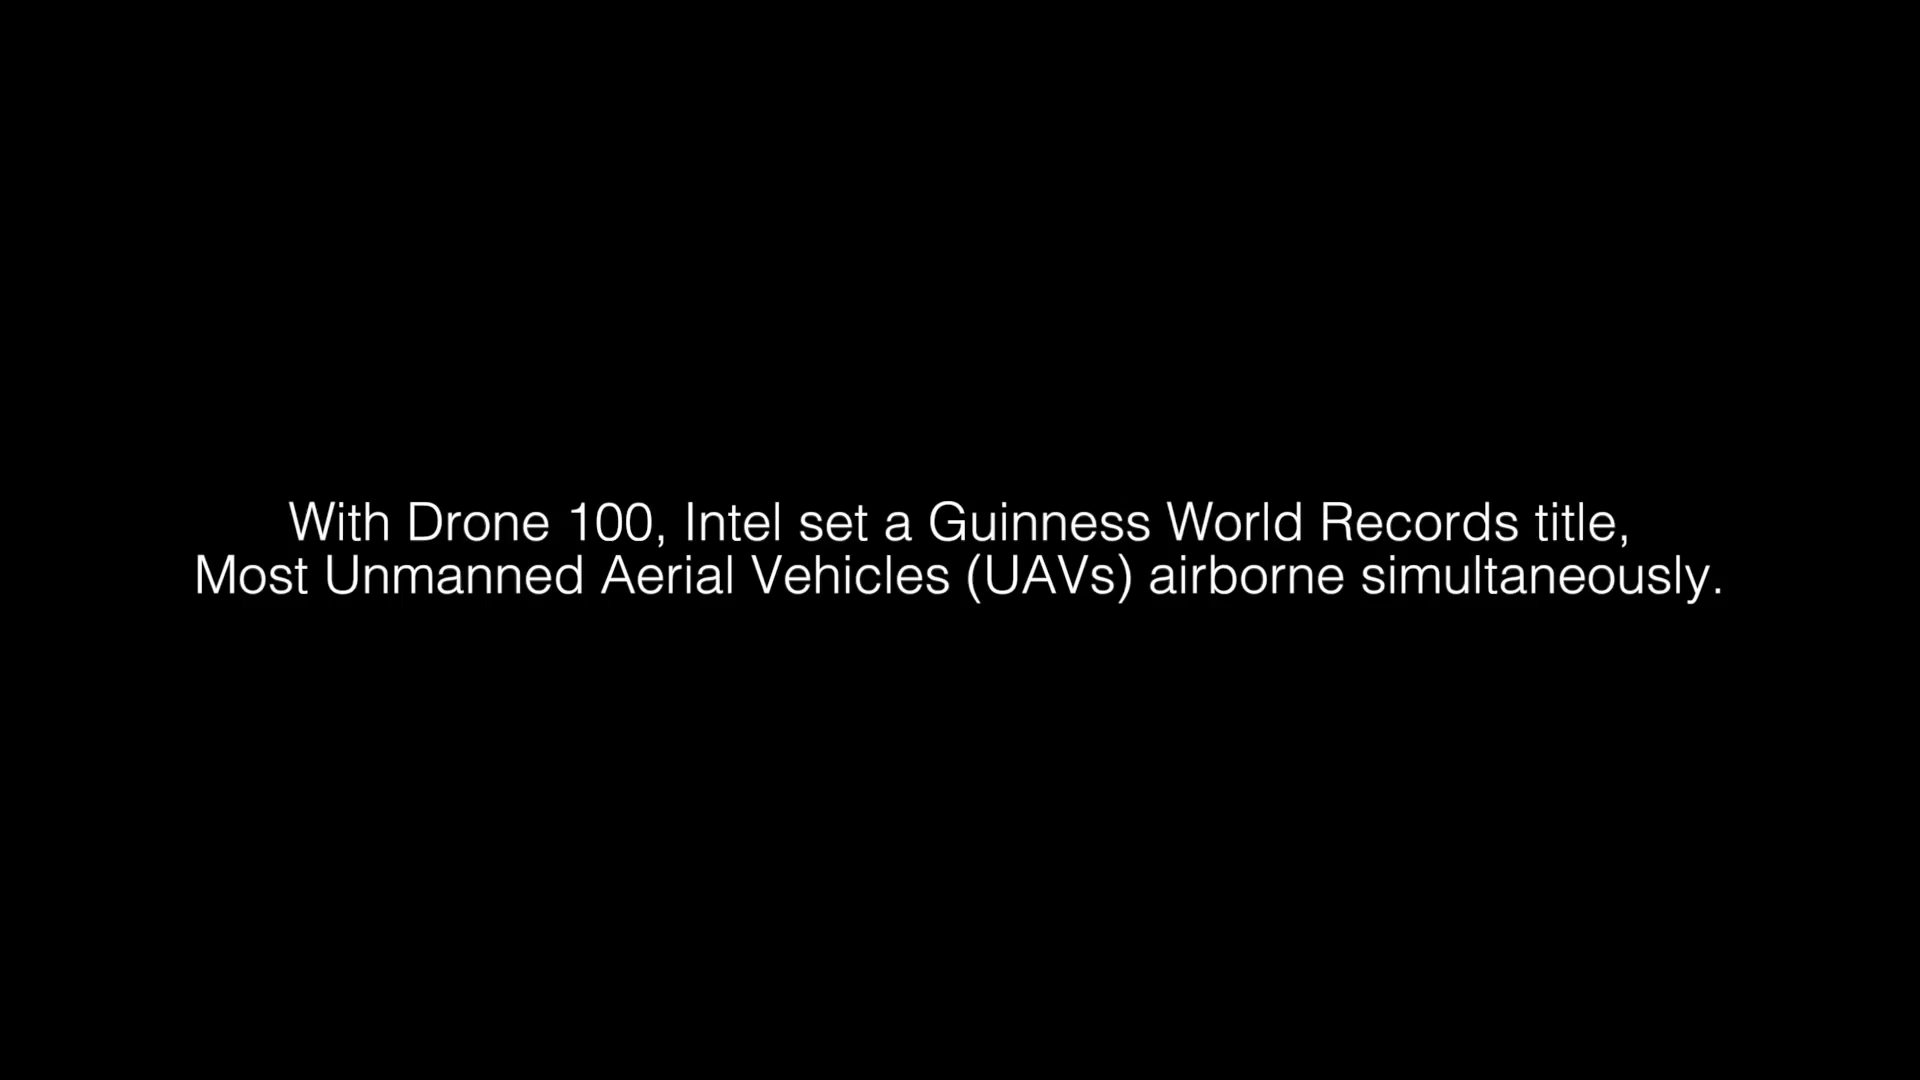 With Drone 100, Intel set a Guinness World Records title,
Most Unmanned Aerial Vehicles (UAVs) airborne simultaneously.